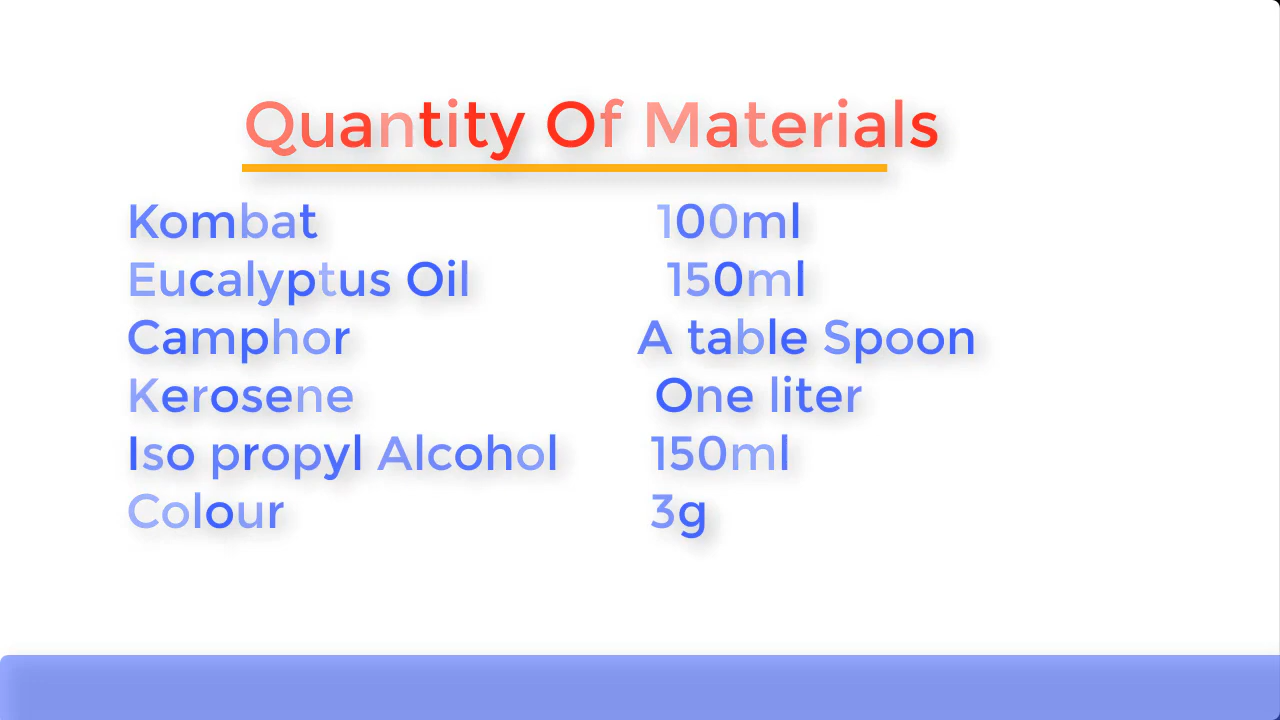 Quantity Of Materials
Kombat 100ml
Eucalyptus Oil 150ml
Camphor A table Spoon
Kerosene One liter
Iso propyl Alcohol 150ml
Colour 3g